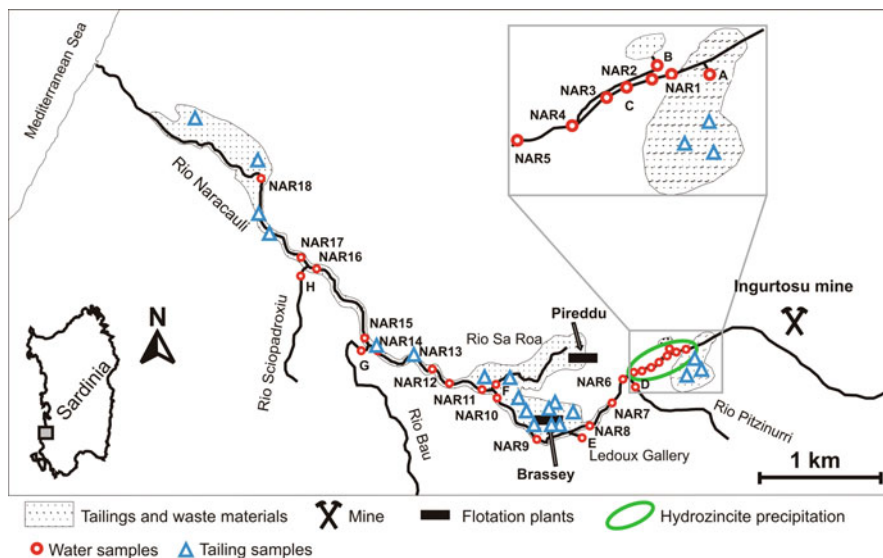 Mediterranean Sea
Rio Naracauli
NAR18
NAR17
NAR16
H
Rio Sciopadroxiu
NAR15
NAR14
G
NAR13
NAR12
NAR11
NAR10
F
Rio Bau
Rio Sa Roa
Pireddu
NAR9
Brassey
E
NAR8
Ledoux Gallery
NAR7
NAR6
D
Rio Pitzinurri
Ingurtosu mine
B
NAR2
A
NAR3
NAR1
C
NAR4
NAR5
N
Sardinia
1 km
Tailings and waste materials
Mine
Flotation plants
Hydrozincite precipitation
Water samples
Tailing samples